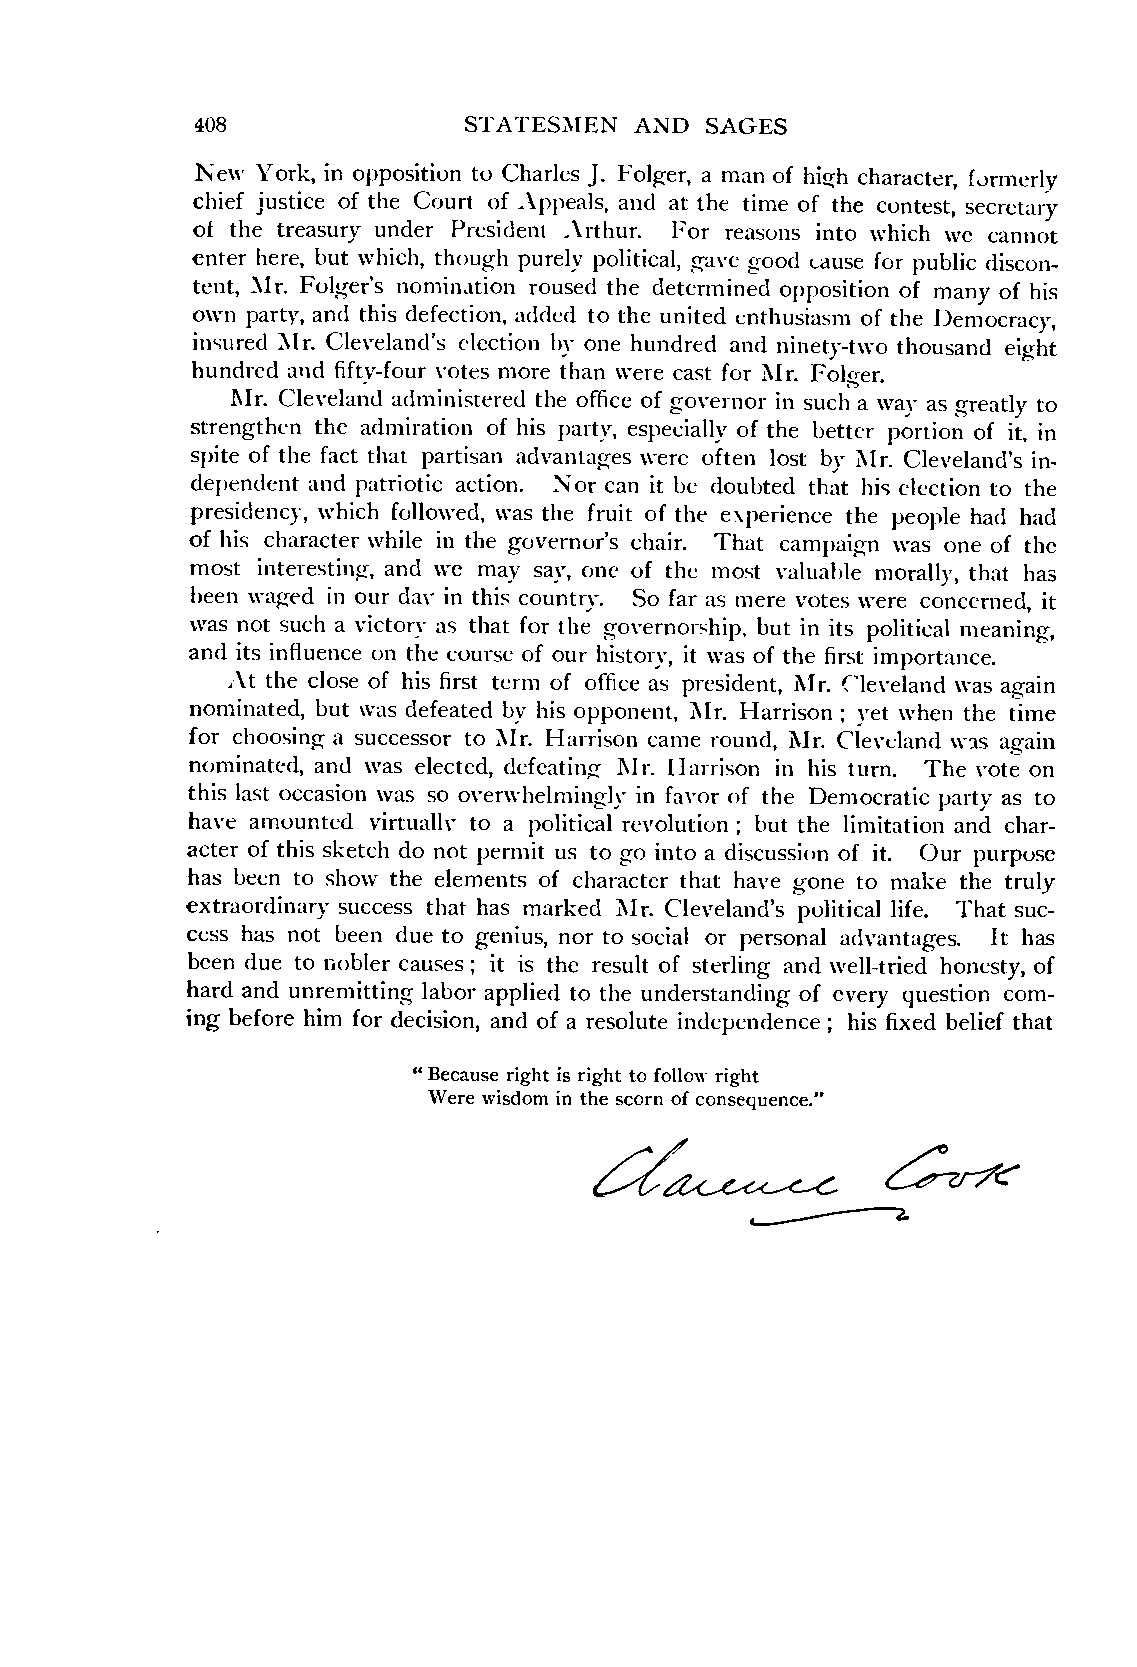 408 STATESMEN AND SAGES
New York, in opposition to Charles J. Folger, a man of high character, formerly
chief justice of the Court of Appeals, and at the time of the contest, secretary
of the treasury under President Arthur. For reasons into which we cannot
enter here, but which, though purely political, gave good cause for public discon-
tent, Mr. Folger's nomination roused the determined opposition of many of his
own party, and this defection, added to the united enthusiasm of the Democracy,
insured Mr. Cleveland's election by one hundred and ninety-two thousand eight
hundred and fifty-four votes more than were cast for Mr. Folger.
Mr. Cleveland administered the office of governor in such a way as greatly to
strengthen the admiration of his party, especially of the better portion of it, in
spite of the fact that partisan advantages were often lost by Mr. Cleveland's in-
dependent and patriotic action. Nor can it be doubted that his election to the
presidency, which followed, was the fruit of the experience the people had had
of his character while in the governor's chair. That campaign was one of the
most interesting, and we may say, one of the most valuable morally, that has
been waged in our day in this country. So far as mere votes were concerned, it
was not such a victory as that for the governorship, but in its political meaning,
and its influence on the course of our history, it was of the first importance.
At the close of his first term of office as president, Mr. Cleveland was again
nominated, but was defeated by his opponent, Mr. Harrison; yet when the time
for choosing a successor to Mr. Harrison came round, Mr. Cleveland was again
nominated, and was elected, defeating Mr. Harrison in his turn. The vote on
this last occasion was so overwhelmingly in favor of the Democratic party as to
have amounted virtually to a political revolution; but the limitation and char-
acter of this sketch do not permit us to go into a discussion of it. Our purpose
has been to show the elements of character that have gone to make the truly
extraordinary success that has marked Mr. Cleveland's political life. That suc-
cess has not been due to genius, nor to social or personal advantages. It has
been due to nobler causes; it is the result of sterling and well-tried honesty, of
hard and unremitting labor applied to the understanding of every question com-
ing before him for decision, and of a resolute independence; his fixed belief that
"Because right is right to follow right
Were wisdom in the scorn of consequence."
Clarence Cook